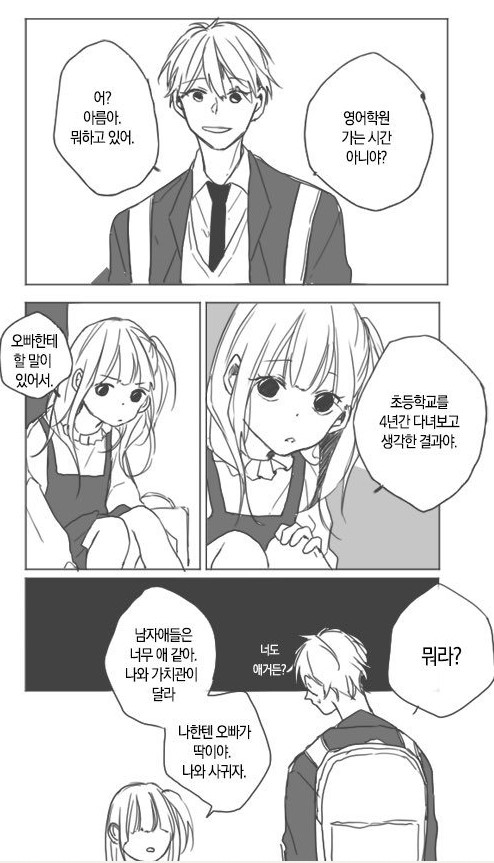 어?
아름아.
뭐하고 있어.
영어학원
가는 시간
아니야?
오빠한테
할 말이
있어서.
초등학교를
4년간 다녀보고
생각한 결과야.
남자애들은
너무 애 같아.
나와 가치관이
달라
너도
애거든?
뭐라?
나한텐 오빠가
딱이야.
나와 사귀자.